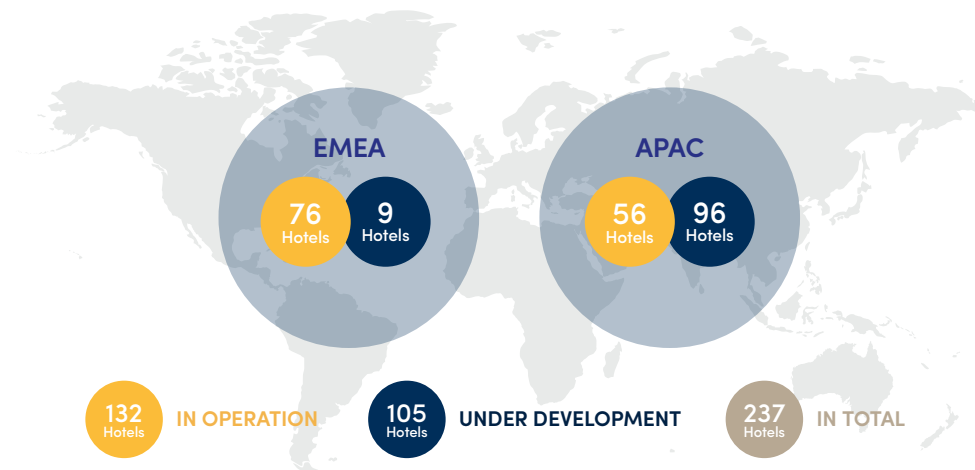 EMEA
76
Hotels
9
Hotels
APAC
56
Hotels
96
Hotels
132
Hotels
IN OPERATION
105
Hotels
UNDER DEVELOPMENT
237
Hotels
IN TOTAL